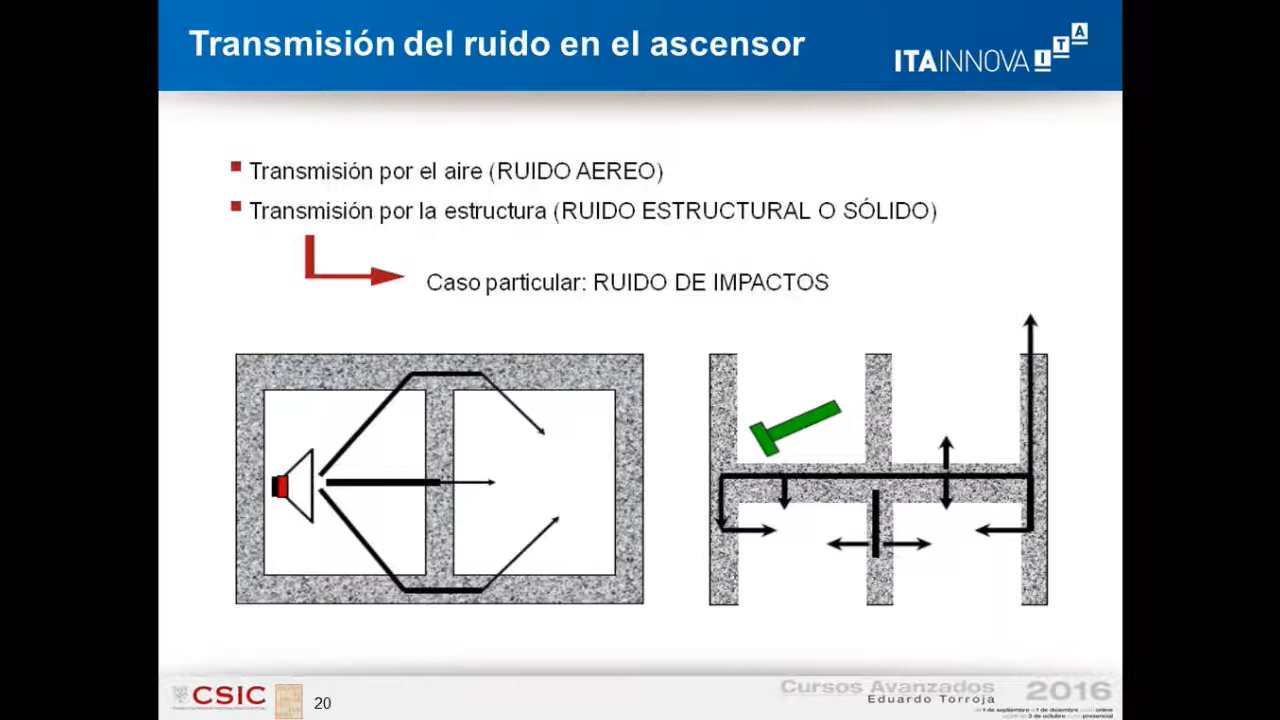 Transmisión del ruido en el ascensor
ITAINNOVA
I T A
Transmisión por el aire (RUIDO AEREO)
Transmisión por la estructura (RUIDO ESTRUCTURAL O SÓLIDO)
Caso particular: RUIDO DE IMPACTOS
CSIC
20
Cursos Avanzados
Eduardo Torroja
2016